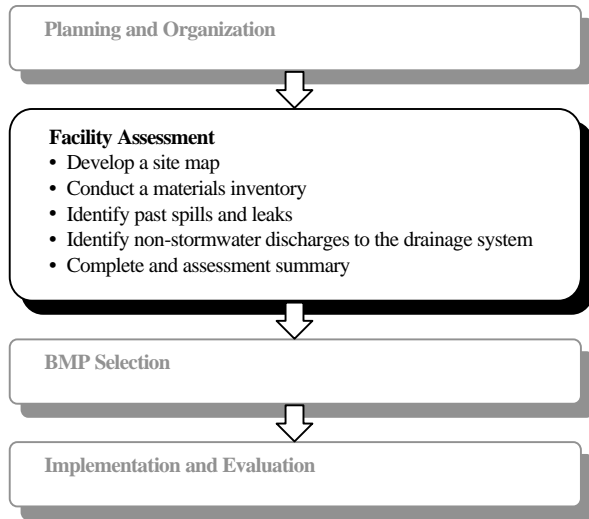 Planning and Organization
Facility Assessment
• Develop a site map
• Conduct a materials inventory
• Identify past spills and leaks
• Identify non-stormwater discharges to the drainage system
• Complete and assessment summary
BMP Selection
Implementation and Evaluation